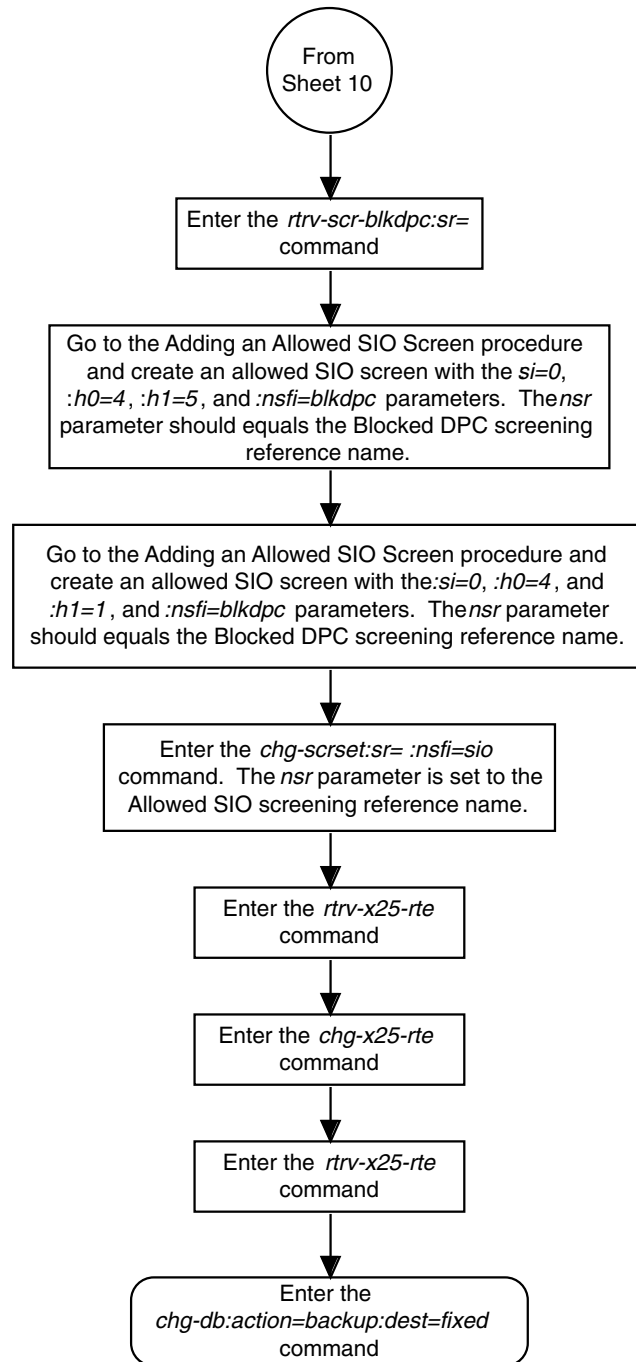 From
Sheet 10
Enter the rtrv-scr-blkdpc:sr=
command
Go to the Adding an Allowed SIO Screen procedure
and create an allowed SIO screen with the si=0,
:h0=4, :h1=5, and :nsfi=blkdpc parameters. The nsr
parameter should equals the Blocked DPC screening
reference name.
Go to the Adding an Allowed SIO Screen procedure and
create an allowed SIO screen with the :si=0, :h0=4, and
:h1=1, and :nsfi=blkdpc parameters. The nsr parameter
should equals the Blocked DPC screening reference name.
Enter the chg-scrset:sr= :nsfi=sio
command. The nsr parameter is set to the
Allowed SIO screening reference name.
Enter the rtrv-x25-rte
command
Enter the chg-x25-rte
command
Enter the rtrv-x25-rte
command
Enter the
chg-db:action=backup:dest=fixed
command